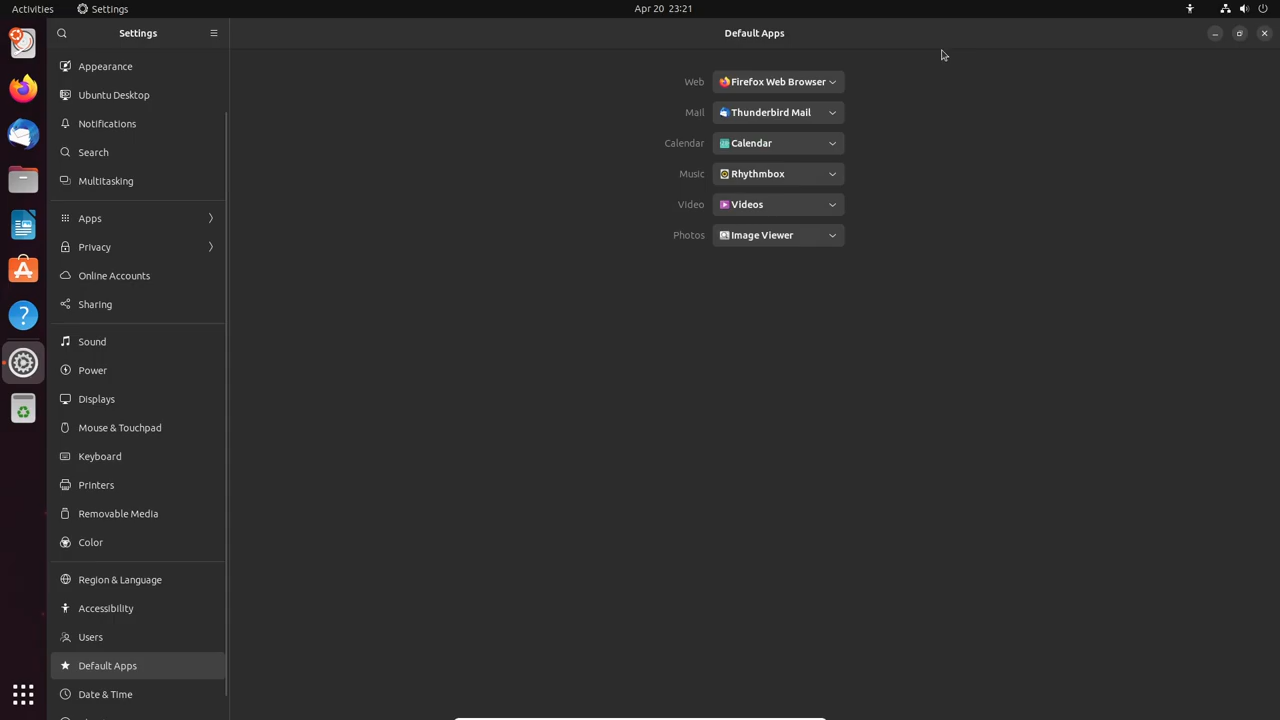 Activities
Settings
Apr 20 23:21
Settings
Default Apps
Appearance
Ubuntu Desktop
Notifications
Search
Multitasking
Apps
Privacy
Online Accounts
Sharing
Sound
Power
Displays
Mouse & Touchpad
Keyboard
Printers
Removable Media
Color
Region & Language
Accessibility
Users
Default Apps
Date & Time
Web Firefox Web Browser
Mail Thunderbird Mail
Calendar Calendar
Music Rhythmbox
Video Videos
Photos Image Viewer